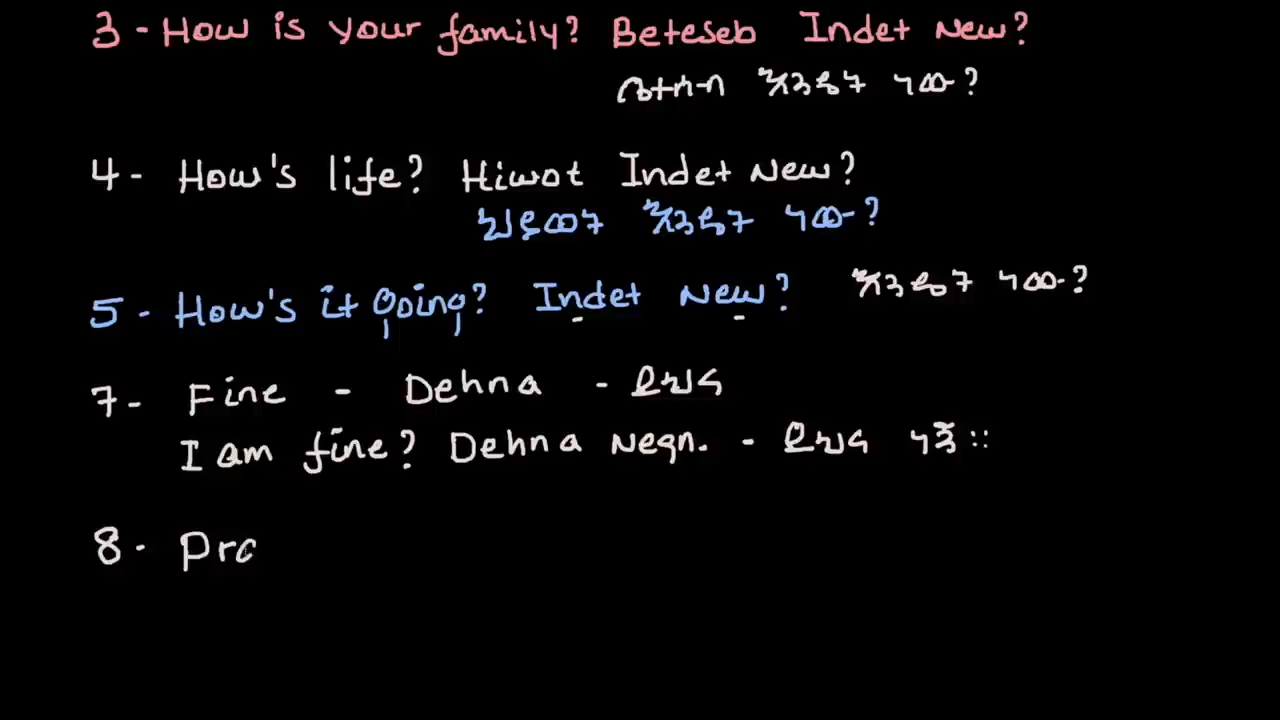 3 - How is your family? Beteseb Indet New?
ቤተሰብ እንዴት ነው?
4 - How's life? Hiwot Indet New?
ህይወት እንዴት ነው?
5 - How's it going? Indet New? እንዴት ነው?
7 - Fine - Dehna - ደህና
I am fine? Dehna Negn. - ደህና ነኝ ::
8 - Pro